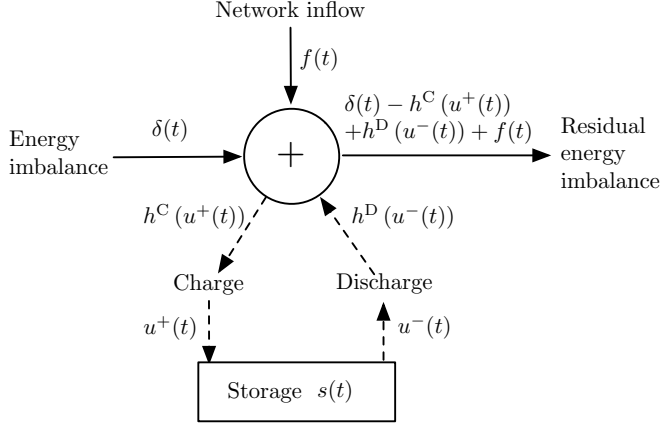 Network inflow
f(t)
δ(t) − h^C (u^+(t))
+h^D (u^−(t)) + f(t)
δ(t)
Energy
imbalance
+
Residual
energy
imbalance
h^C (u^+(t))
h^D (u^−(t))
Charge
Discharge
u^+(t)
u^−(t)
Storage s(t)